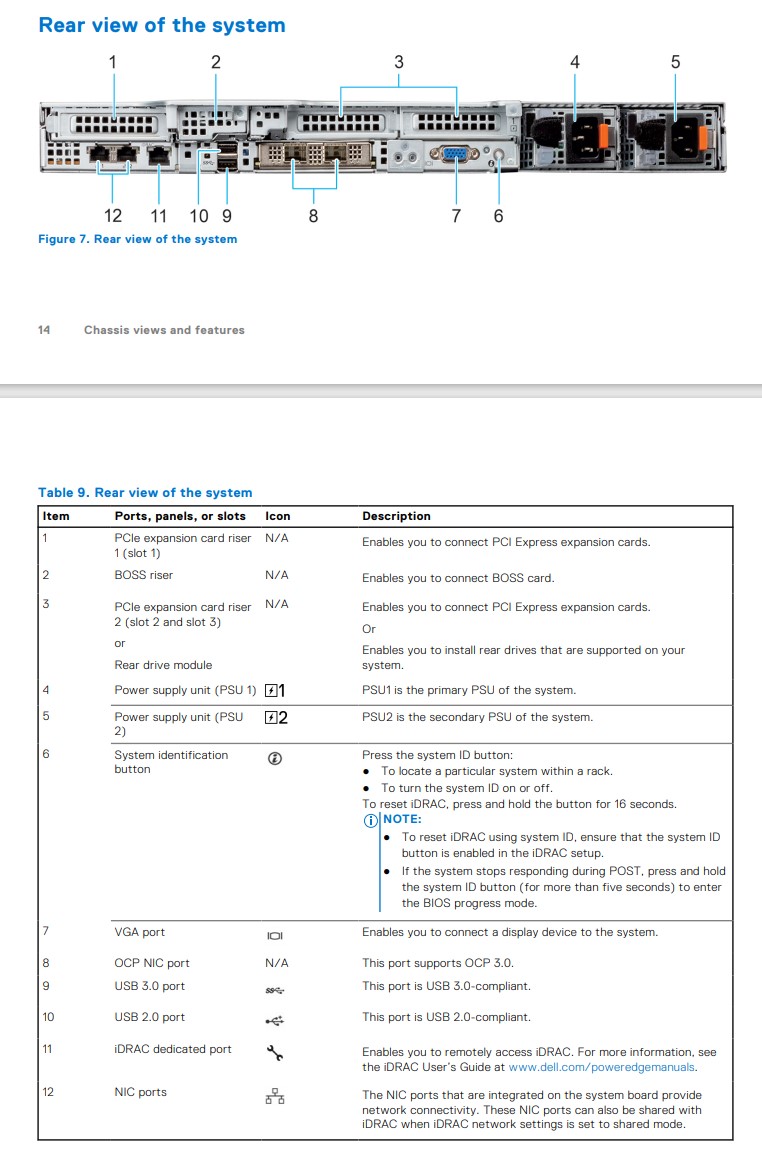 Rear view of the system
1 2 3 4 5
12 11 10 9 8 7 6
Figure 7. Rear view of the system
14 Chassis views and features
Table 9. Rear view of the system
Item Ports, panels, or slots Icon Description
1 PCIe expansion card riser 1 (slot 1) N/A Enables you to connect PCI Express expansion cards.
2 BOSS riser N/A Enables you to connect BOSS card.
3 PCIe expansion card riser 2 (slot 2 and slot 3) N/A Enables you to connect PCI Express expansion cards.
or Or
Rear drive module Enables you to install rear drives that are supported on your system.
4 Power supply unit (PSU 1) 1 PSU1 is the primary PSU of the system.
5 Power supply unit (PSU 2) 2 PSU2 is the secondary PSU of the system.
6 System identification button i Press the system ID button:
● To locate a particular system within a rack.
● To turn the system ID on or off.
To reset iDRAC, press and hold the button for 16 seconds.
i NOTE:
● To reset iDRAC using system ID, ensure that the system ID
button is enabled in the iDRAC setup.
● If the system stops responding during POST, press and hold
the system ID button (for more than five seconds) to enter
the BIOS progress mode.
7 VGA port Enables you to connect a display device to the system.
8 OCP NIC port N/A This port supports OCP 3.0.
9 USB 3.0 port SS This port is USB 3.0-compliant.
10 USB 2.0 port This port is USB 2.0-compliant.
11 iDRAC dedicated port Enables you to remotely access iDRAC. For more information, see
the iDRAC User's Guide at www.dell.com/poweredgemanuals.
12 NIC ports The NIC ports that are integrated on the system board provide
network connectivity. These NIC ports can also be shared with
iDRAC when iDRAC network settings is set to shared mode.